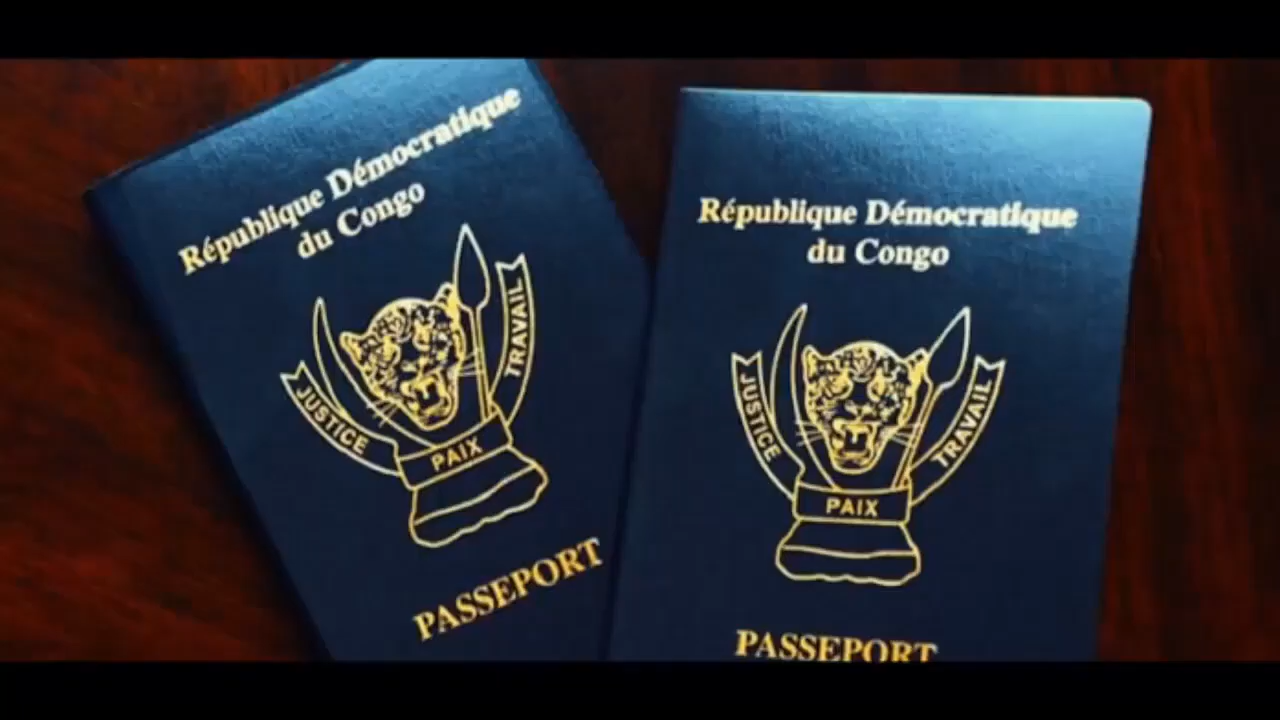 République Démocratique
du Congo
JUSTICE
PAIX
TRAVAIL
PASSEPORT
République Démocratique
du Congo
JUSTICE
PAIX
TRAVAIL
PASSEPORT